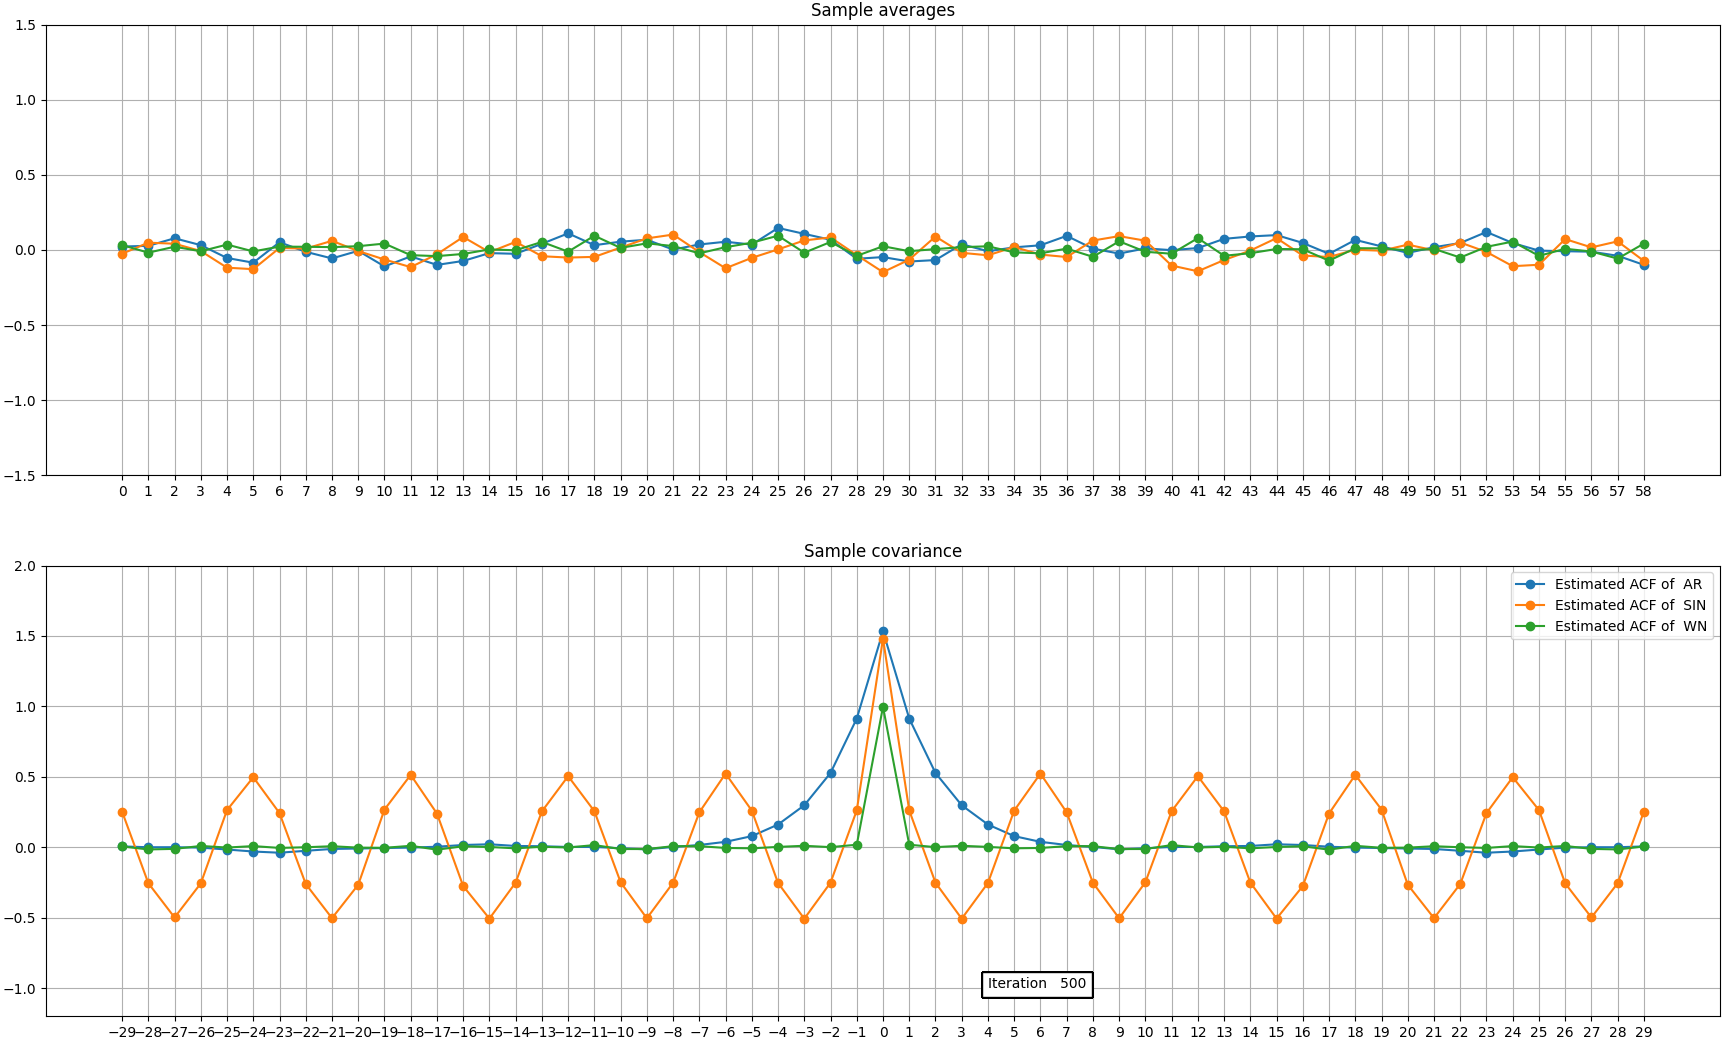 Sample averages
1.5
1.0
0.5
0.0
−0.5
−1.0
−1.5
0 1 2 3 4 5 6 7 8 9 10 11 12 13 14 15 16 17 18 19 20 21 22 23 24 25 26 27 28 29 30 31 32 33 34 35 36 37 38 39 40 41 42 43 44 45 46 47 48 49 50 51 52 53 54 55 56 57 58
Sample covariance
2.0
1.5
1.0
0.5
0.0
−0.5
−1.0
Estimated ACF of  AR
Estimated ACF of  SIN
Estimated ACF of  WN
Iteration   500
−29 −28 −27 −26 −25 −24 −23 −22 −21 −20 −19 −18 −17 −16 −15 −14 −13 −12 −11 −10 −9 −8 −7 −6 −5 −4 −3 −2 −1 0 1 2 3 4 5 6 7 8 9 10 11 12 13 14 15 16 17 18 19 20 21 22 23 24 25 26 27 28 29